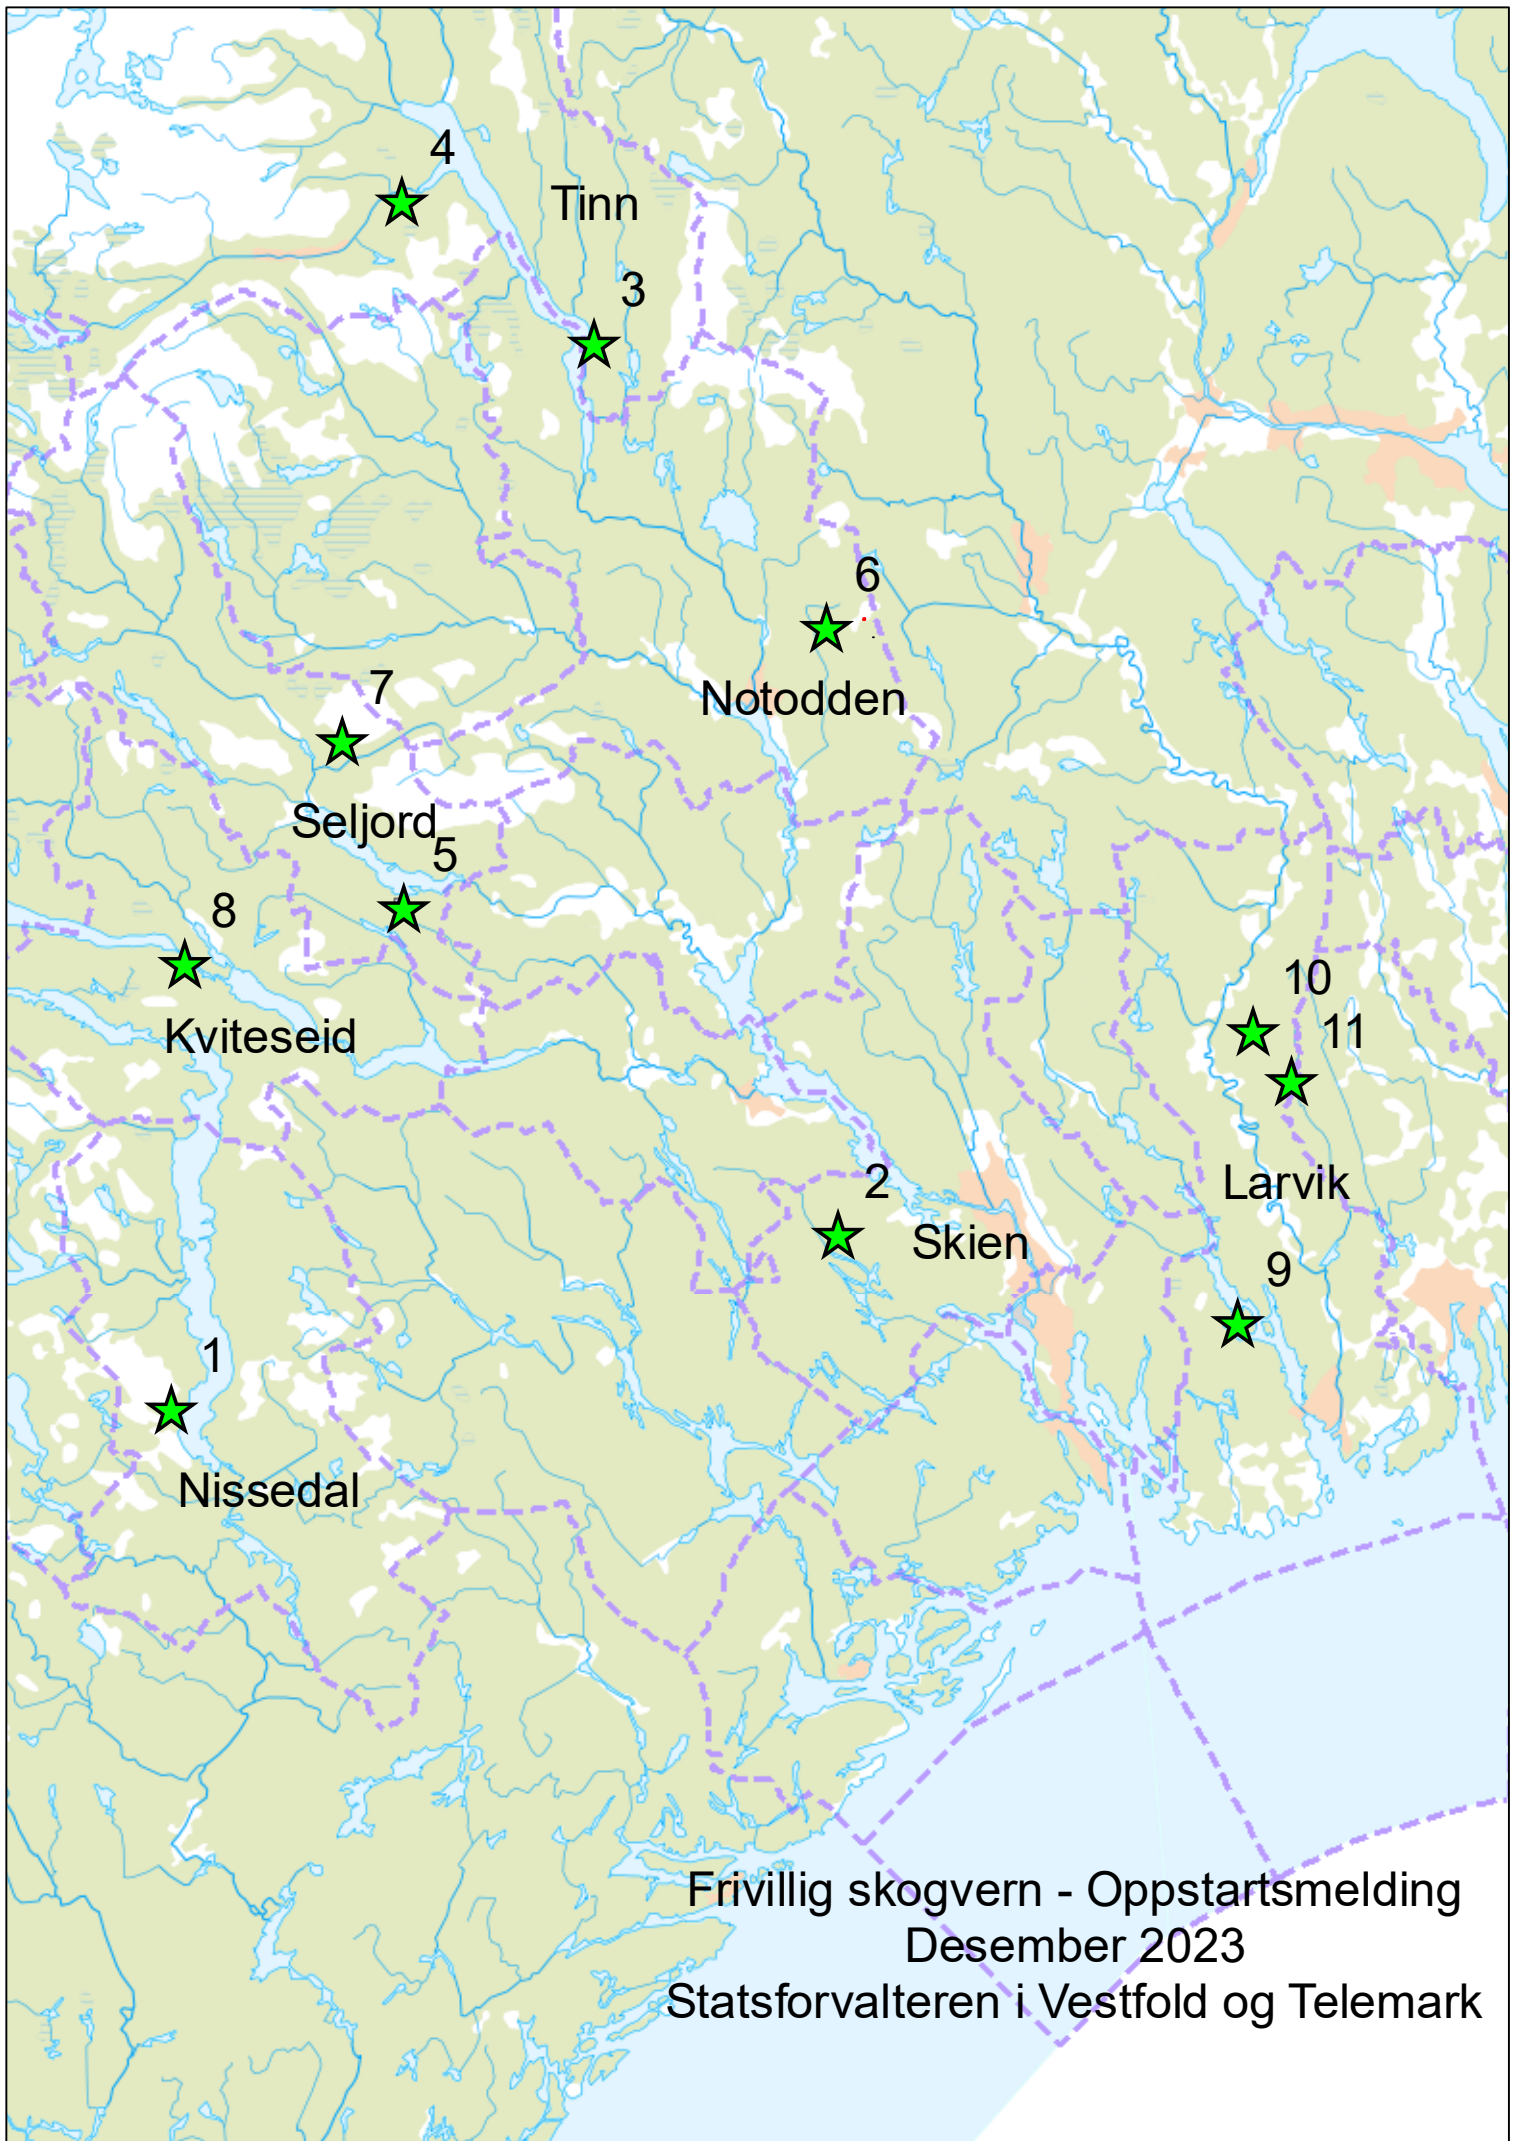 4
Tinn
3
6
Notodden
7
Seljord
5
8
Kviteseid
10
11
Larvik
2
Skien
9
1
Nissedal
Frivillig skogvern - Oppstartsmelding
Desember 2023
Statsforvalteren i Vestfold og Telemark